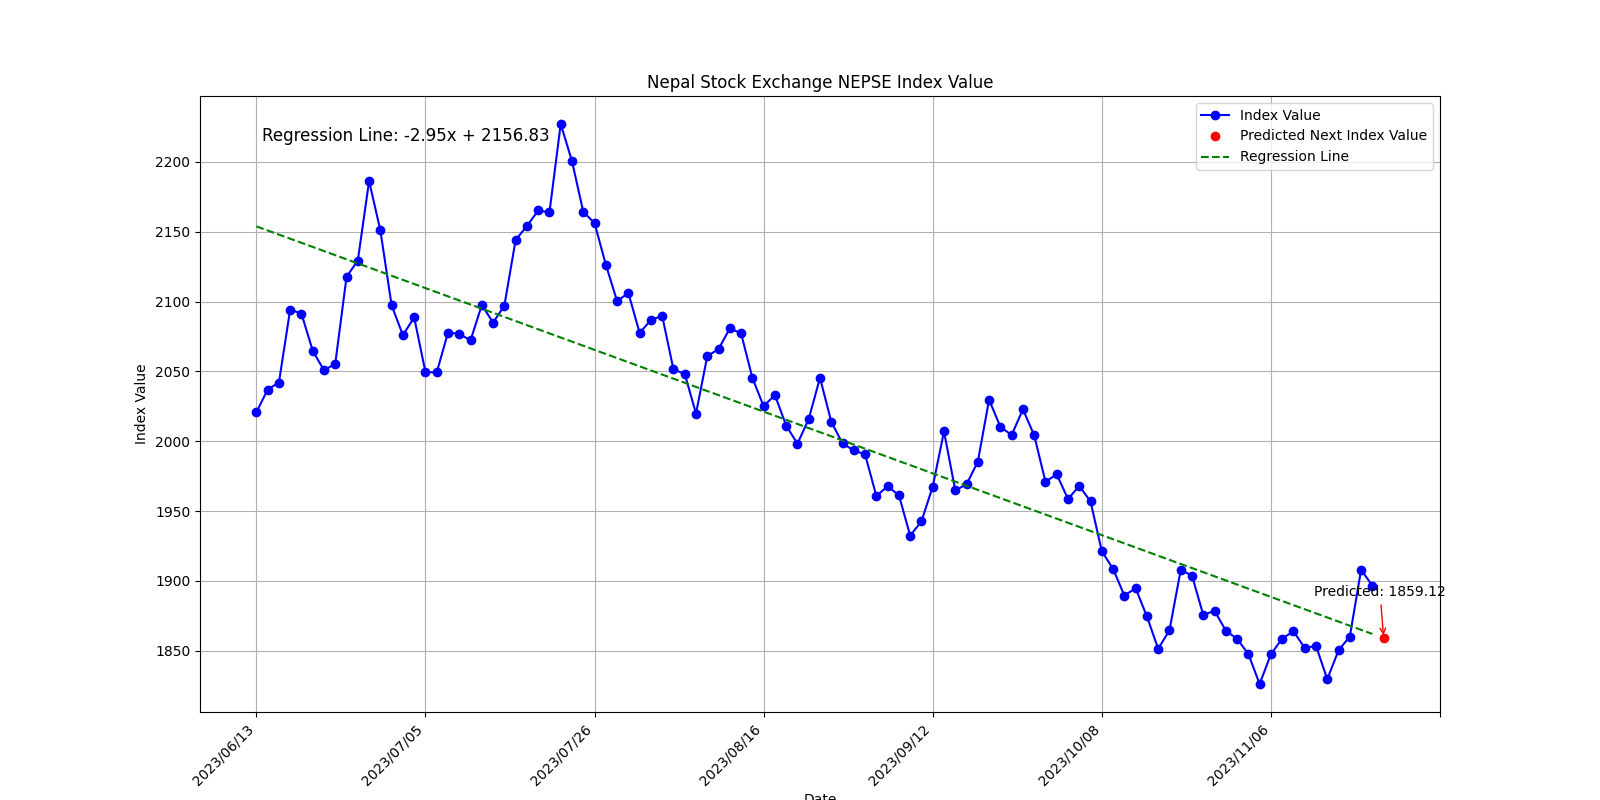 Nepal Stock Exchange NEPSE Index Value
Regression Line: -2.95x + 2156.83
Index Value
Predicted Next Index Value
Regression Line
2200
2150
2100
2050
2000
1950
1900
1850
Index Value
Predicted: 1859.12
2023/06/13
2023/07/05
2023/07/26
2023/08/16
2023/09/12
2023/10/08
2023/11/06
Date